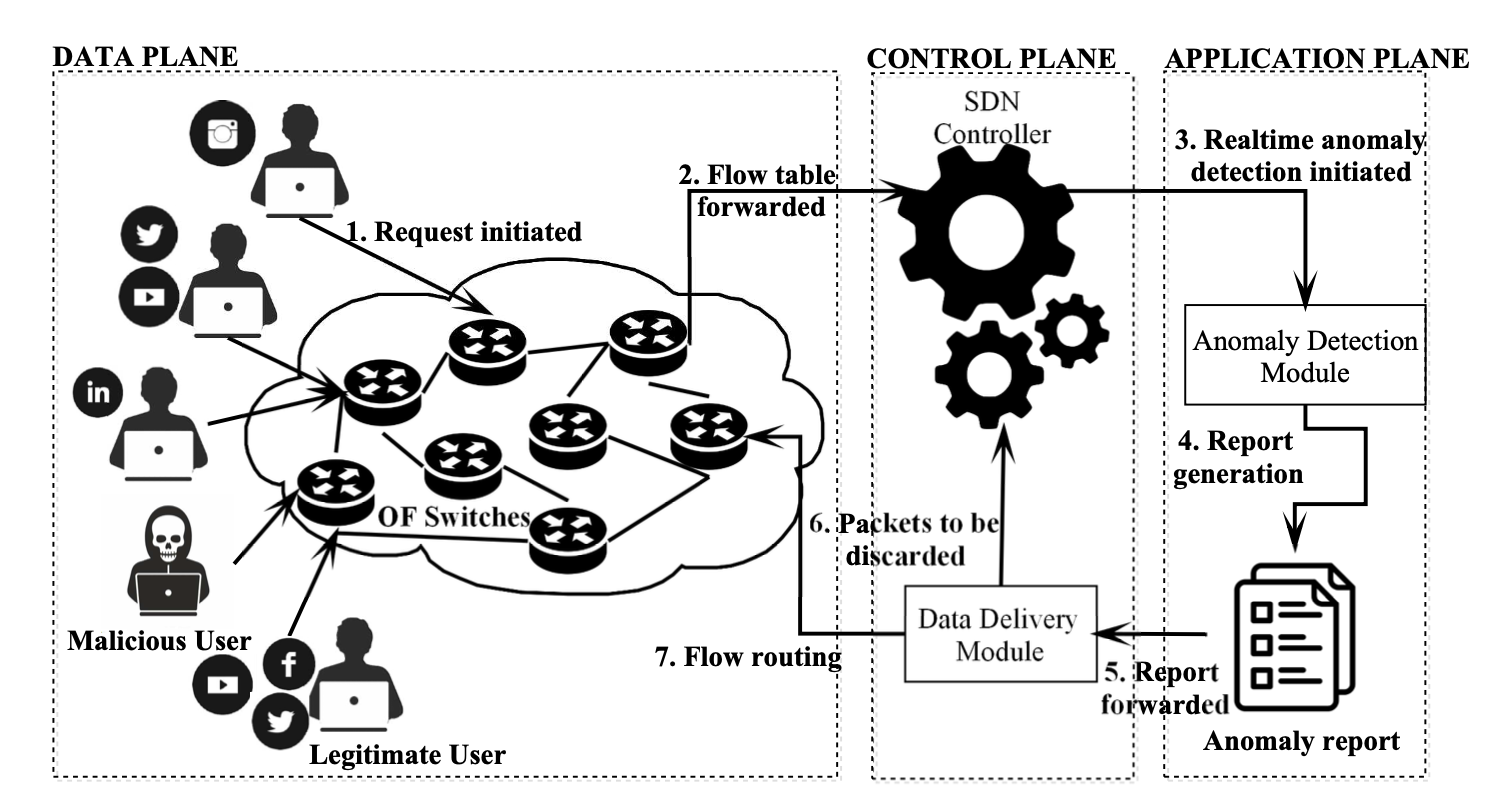 DATA PLANE
CONTROL PLANE
APPLICATION PLANE
SDN
Controller
1. Request initiated
2. Flow table
forwarded
3. Realtime anomaly
detection initiated
Anomaly Detection
Module
4. Report
generation
in
OF Switches
6. Packets to be
discarded
Data Delivery
Module
5. Report
forwarded
Anomaly report
7. Flow routing
Malicious User
f
Legitimate User